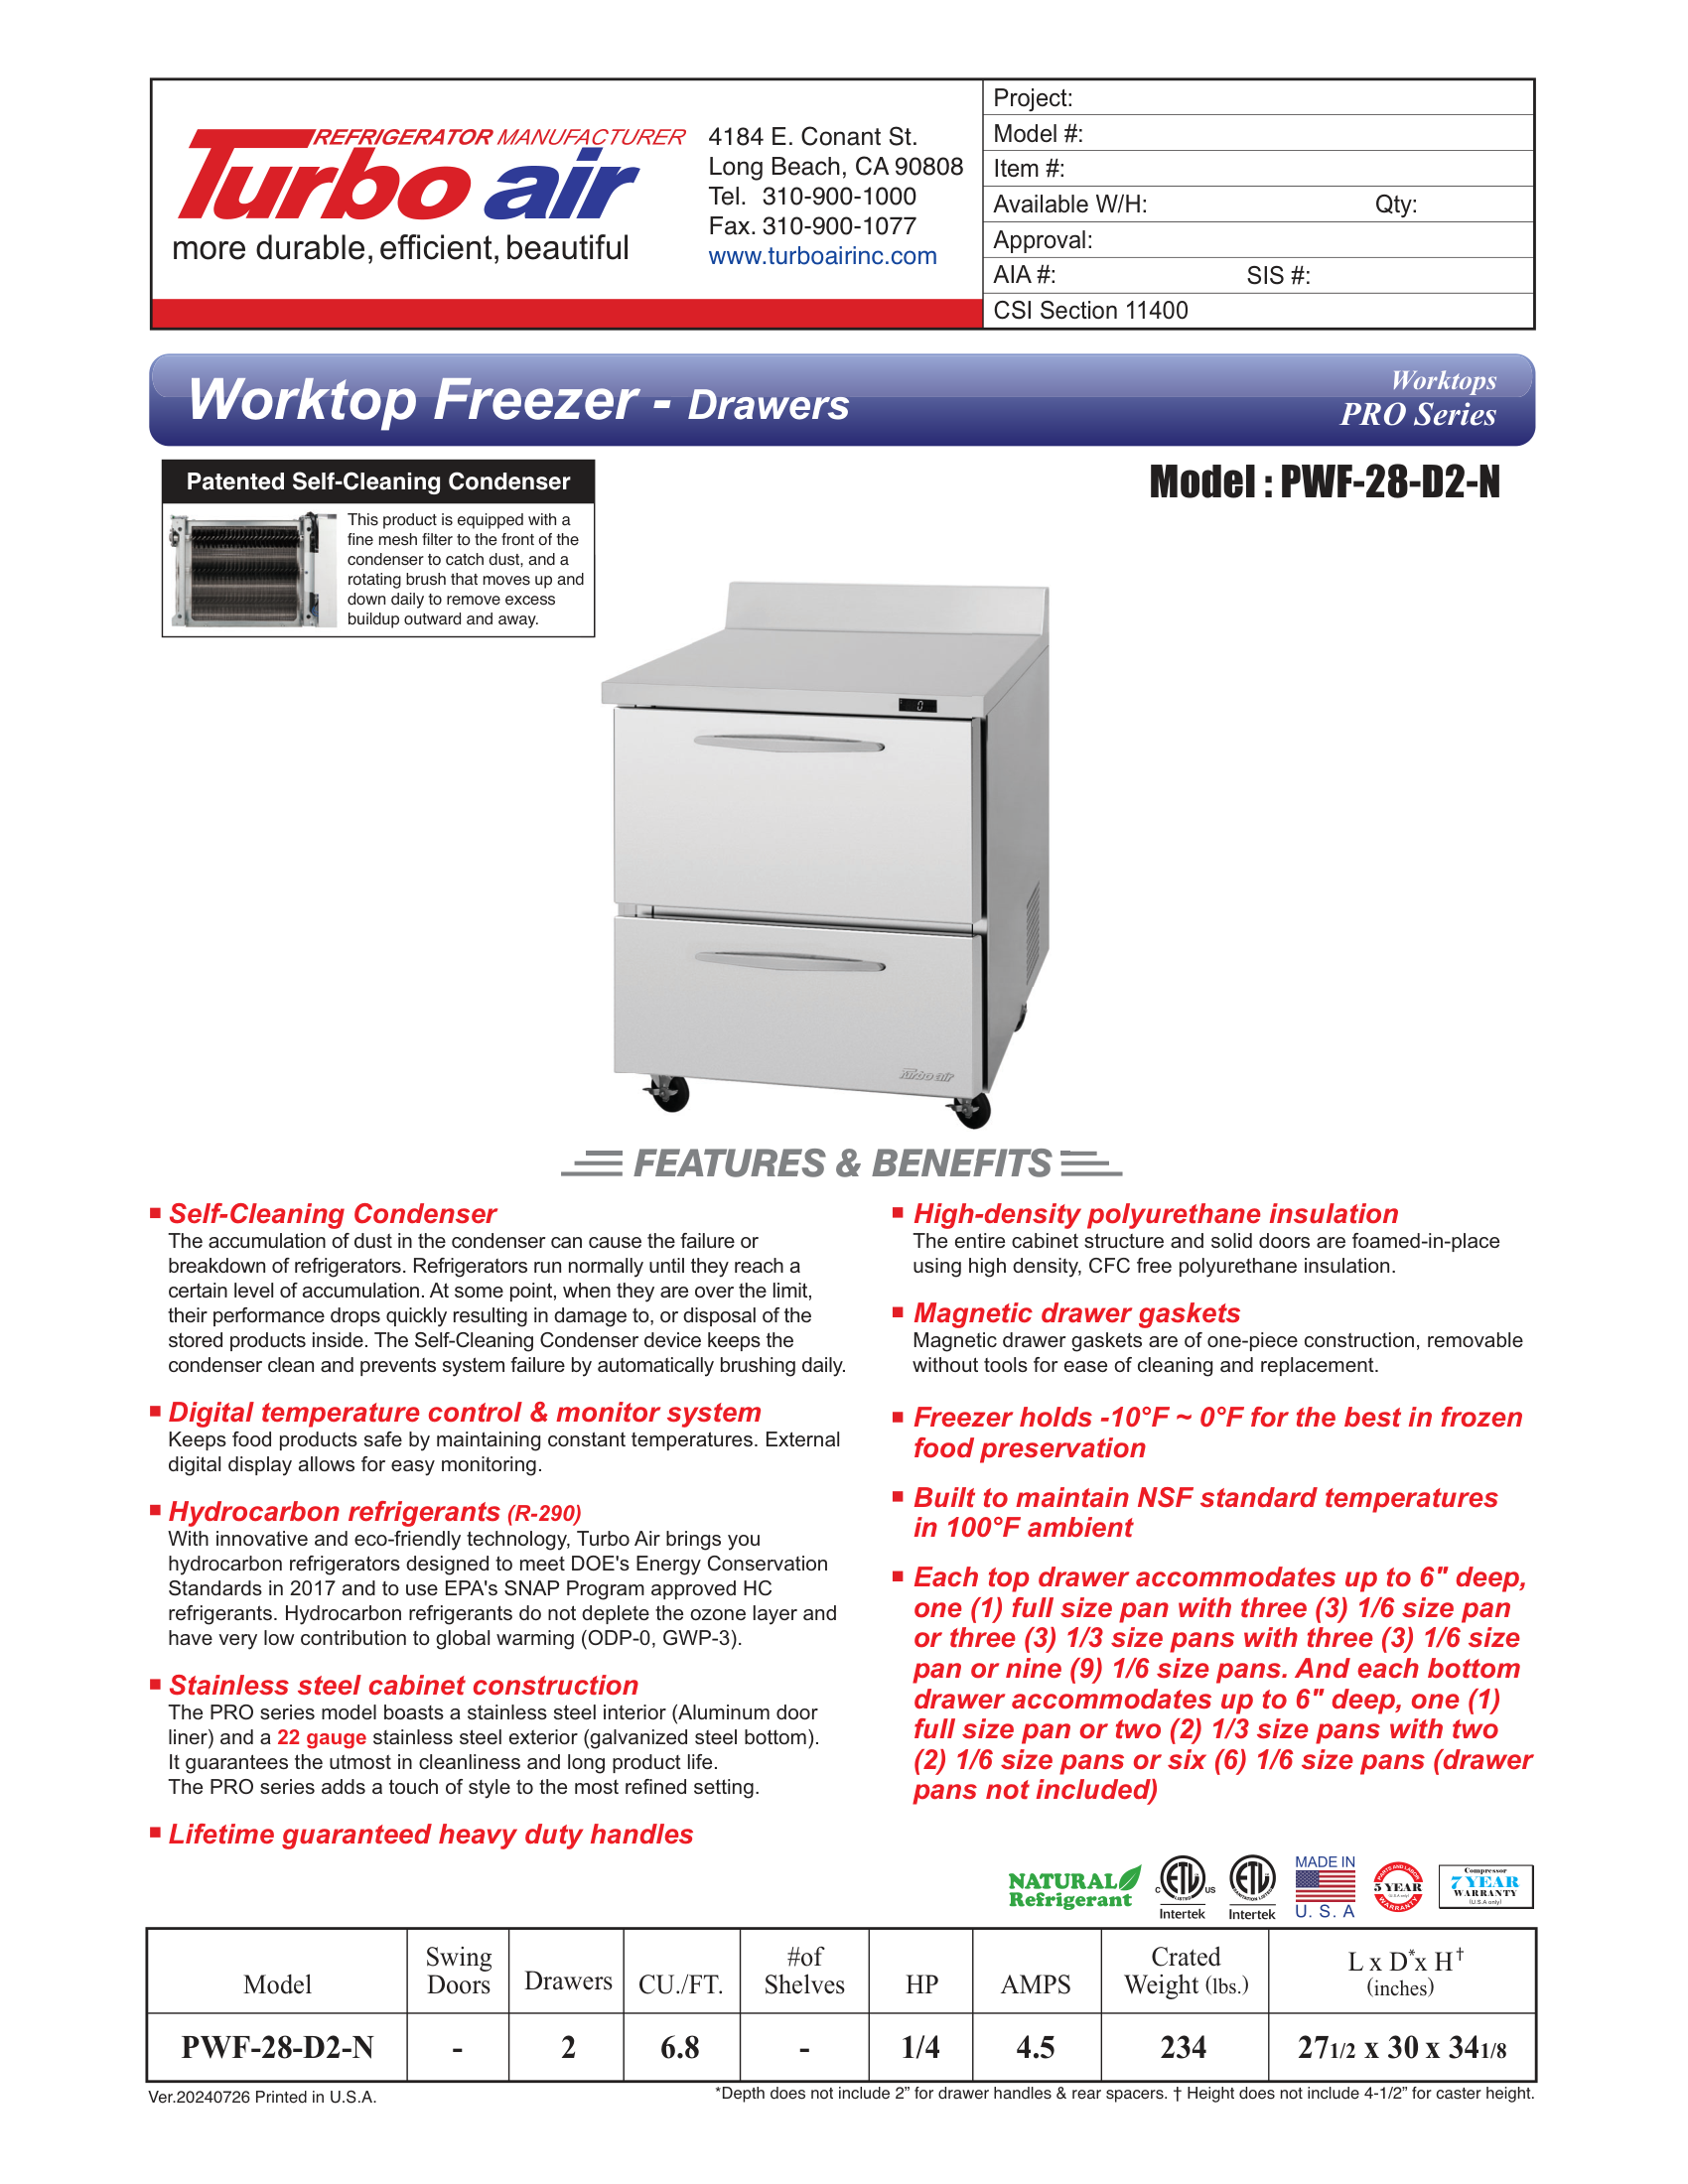 REFRIGERATOR MANUFACTURER
Turbo air
more durable, efficient, beautiful
4184 E. Conant St.
Long Beach, CA 90808
Tel. 310-900-1000
Fax. 310-900-1077
www.turboairinc.com
Project:
Model #:
Item #:
Available W/H: Qty:
Approval:
AIA #: SIS #:
CSI Section 11400
Worktop Freezer - Drawers
Worktops
PRO Series
Patented Self-Cleaning Condenser
This product is equipped with a
fine mesh filter to the front of the
condenser to catch dust, and a
rotating brush that moves up and
down daily to remove excess
buildup outward and away.
Model : PWF-28-D2-N
0
Turbo air
FEATURES & BENEFITS
Self-Cleaning Condenser
The accumulation of dust in the condenser can cause the failure or
breakdown of refrigerators. Refrigerators run normally until they reach a
certain level of accumulation. At some point, when they are over the limit,
their performance drops quickly resulting in damage to, or disposal of the
stored products inside. The Self-Cleaning Condenser device keeps the
condenser clean and prevents system failure by automatically brushing daily.
Digital temperature control & monitor system
Keeps food products safe by maintaining constant temperatures. External
digital display allows for easy monitoring.
Hydrocarbon refrigerants (R-290)
With innovative and eco-friendly technology, Turbo Air brings you
hydrocarbon refrigerators designed to meet DOE's Energy Conservation
Standards in 2017 and to use EPA's SNAP Program approved HC
refrigerants. Hydrocarbon refrigerants do not deplete the ozone layer and
have very low contribution to global warming (ODP-0, GWP-3).
Stainless steel cabinet construction
The PRO series model boasts a stainless steel interior (Aluminum door
liner) and a 22 gauge stainless steel exterior (galvanized steel bottom).
It guarantees the utmost in cleanliness and long product life.
The PRO series adds a touch of style to the most refined setting.
Lifetime guaranteed heavy duty handles
High-density polyurethane insulation
The entire cabinet structure and solid doors are foamed-in-place
using high density, CFC free polyurethane insulation.
Magnetic drawer gaskets
Magnetic drawer gaskets are of one-piece construction, removable
without tools for ease of cleaning and replacement.
Freezer holds -10°F ~ 0°F for the best in frozen
food preservation
Built to maintain NSF standard temperatures
in 100°F ambient
Each top drawer accommodates up to 6" deep,
one (1) full size pan with three (3) 1/6 size pan
or three (3) 1/3 size pans with three (3) 1/6 size
pan or nine (9) 1/6 size pans. And each bottom
drawer accommodates up to 6" deep, one (1)
full size pan or two (2) 1/3 size pans with two
(2) 1/6 size pans or six (6) 1/6 size pans (drawer
pans not included)
NATURAL
Refrigerant
C ETL US
LISTED
Intertek
ETL
SANITATION LISTED
Intertek
MADE IN
U. S. A
PARTS AND LABOR
5 YEAR
(U.S.A only)
WARRANTY
Compressor
7 YEAR
WARRANTY
(U.S.A only)
Model Swing Doors Drawers CU./FT. #of Shelves HP AMPS Crated Weight (lbs.) L x D* x H† (inches)
PWF-28-D2-N - 2 6.8 - 1/4 4.5 234 27 1/2 x 30 x 34 1/8
Ver.20240726 Printed in U.S.A.
*Depth does not include 2” for drawer handles & rear spacers. † Height does not include 4-1/2” for caster height.